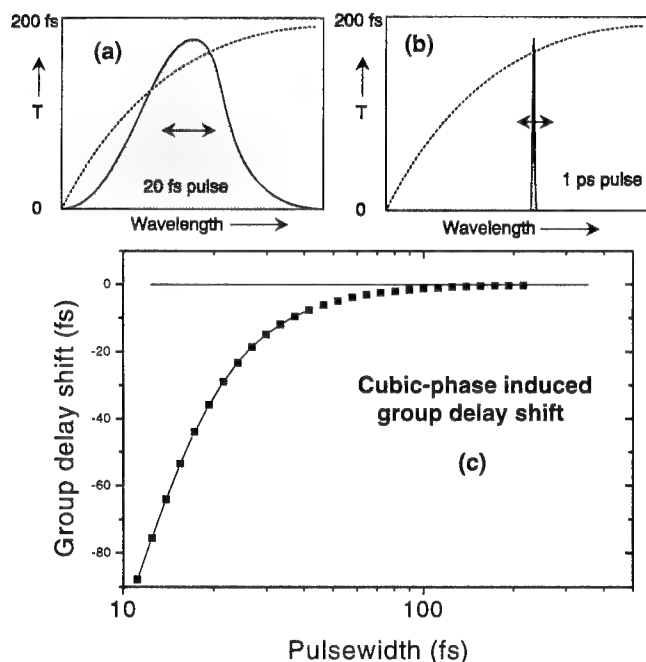 200 fs
(a)
T
20 fs pulse
0
Wavelength
200 fs
(b)
T
1 ps pulse
0
Wavelength
0
-20
-40
-60
-80
Group delay shift (fs)
Cubic-phase induced
group delay shift
(c)
10
100
Pulsewidth (fs)